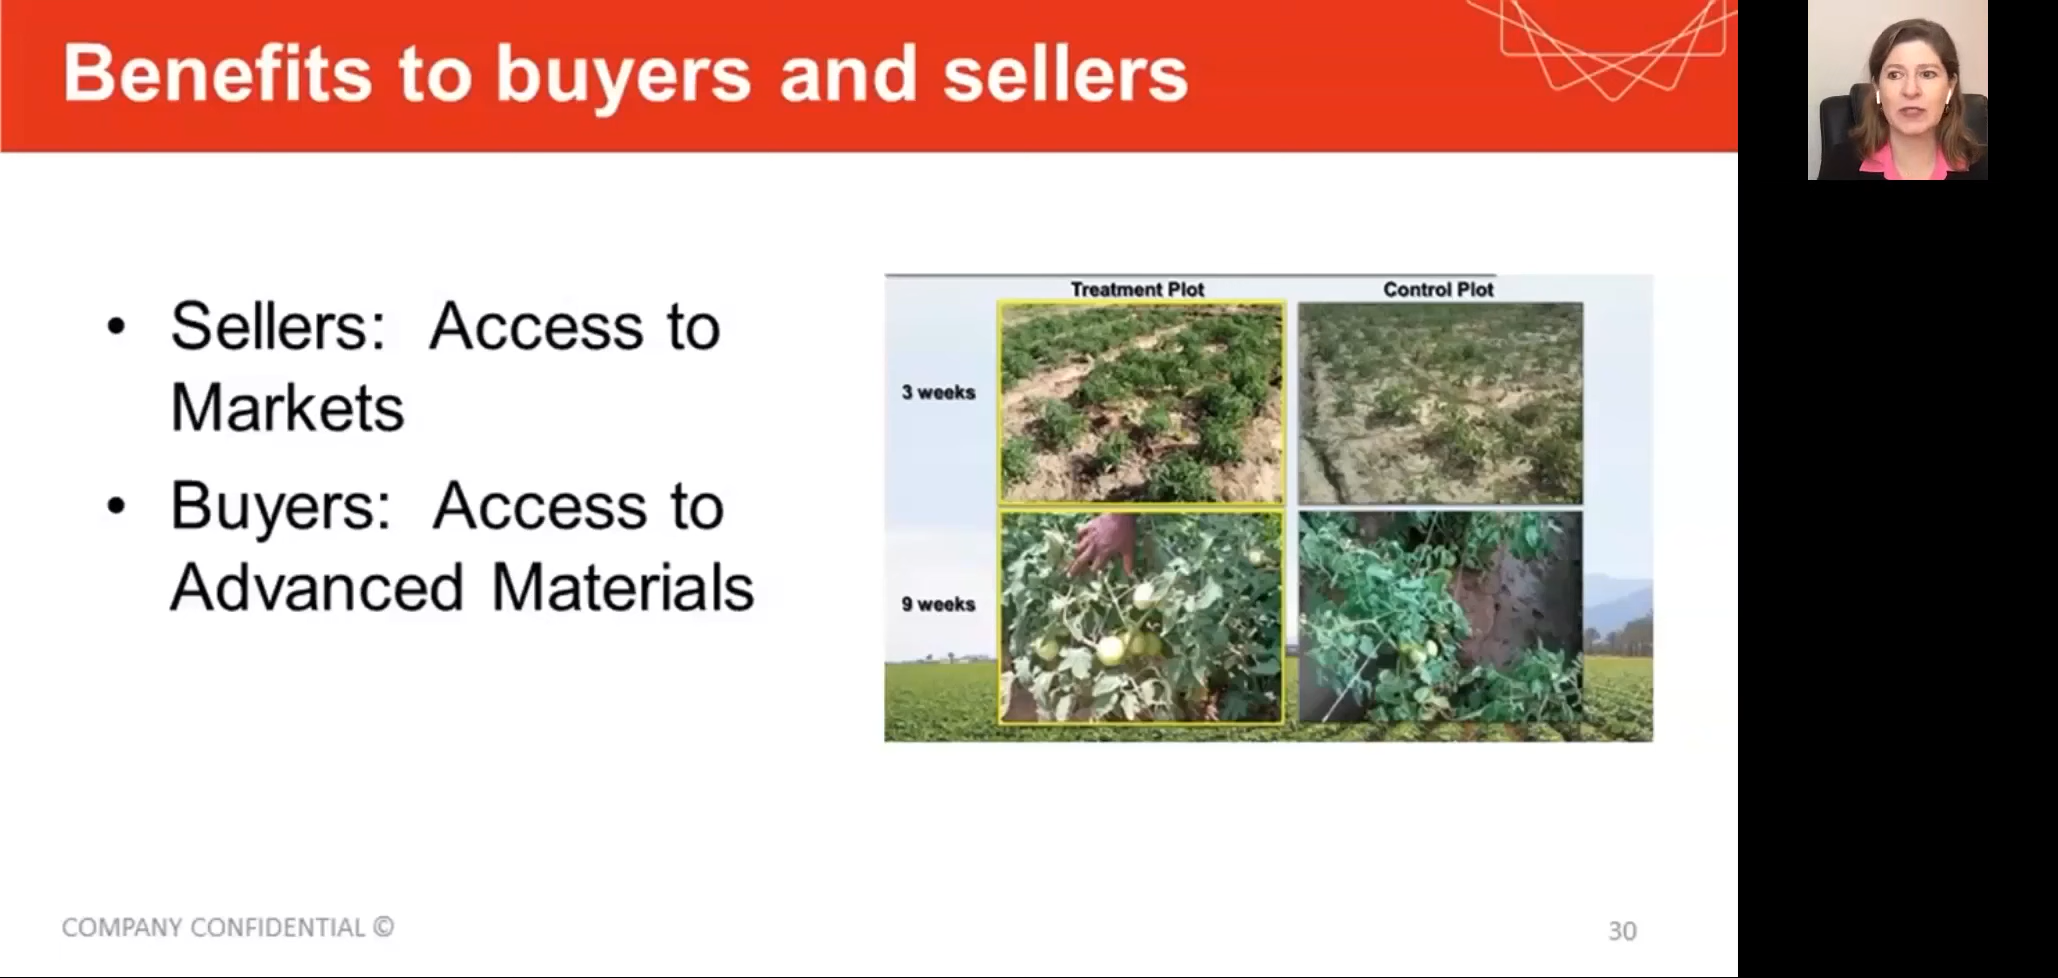 Benefits to buyers and sellers
• Sellers: Access to
Markets
• Buyers: Access to
Advanced Materials
Treatment Plot
Control Plot
3 weeks
9 weeks
COMPANY CONFIDENTIAL ©
30